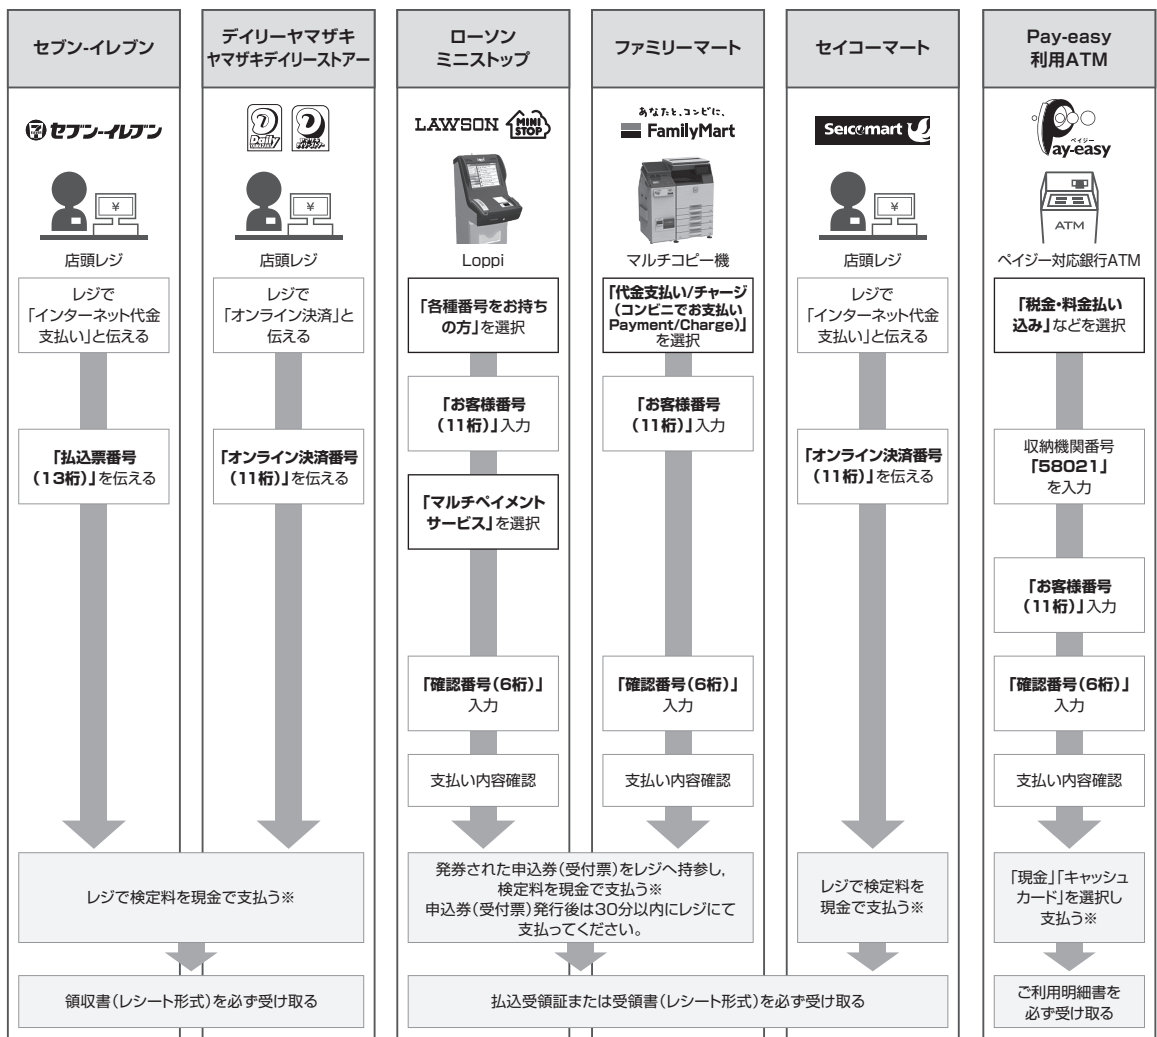 セブン-イレブン
デイリーヤマザキ
ヤマザキデイリーストアー
ローソン
ミニストップ
ファミリーマート
セイコーマート
Pay-easy
利用ATM
セブン-イレブン
Daily
LAWSON
MINI
STOP
あなたと、コンビに、
FamilyMart
Seicomart
ペイジー
Pay-easy
¥
¥
¥
ATM
店頭レジ
店頭レジ
Loppi
マルチコピー機
店頭レジ
ペイジー対応銀行ATM
レジで
「インターネット代金
支払い」と伝える
レジで
「オンライン決済」と
伝える
「各種番号をお持ち
の方」を選択
「代金支払い/チャージ
(コンビニでお支払い
Payment/Charge)」
を選択
レジで
「インターネット代金
支払い」と伝える
「税金・料金払い
込み」などを選択
「お客様番号
(11桁)」入力
「お客様番号
(11桁)」入力
「払込票番号
(13桁)」を伝える
「オンライン決済番号
(11桁)」を伝える
「マルチペイメント
サービス」を選択
「オンライン決済番号
(11桁)」を伝える
収納機関番号
「58021」
を入力
「お客様番号
(11桁)」入力
「確認番号(6桁)」
入力
「確認番号(6桁)」
入力
「確認番号(6桁)」
入力
支払い内容確認
支払い内容確認
支払い内容確認
レジで検定料を現金で支払う※
発券された申込券(受付票)をレジへ持参し,
検定料を現金で支払う※
申込券(受付票)発行後は30分以内にレジにて
支払ってください。
レジで検定料を
現金で支払う※
「現金」「キャッシュ
カード」を選択し
支払う※
領収書(レシート形式)を必ず受け取る
払込受領証または受領書(レシート形式)を必ず受け取る
ご利用明細書を
必ず受け取る